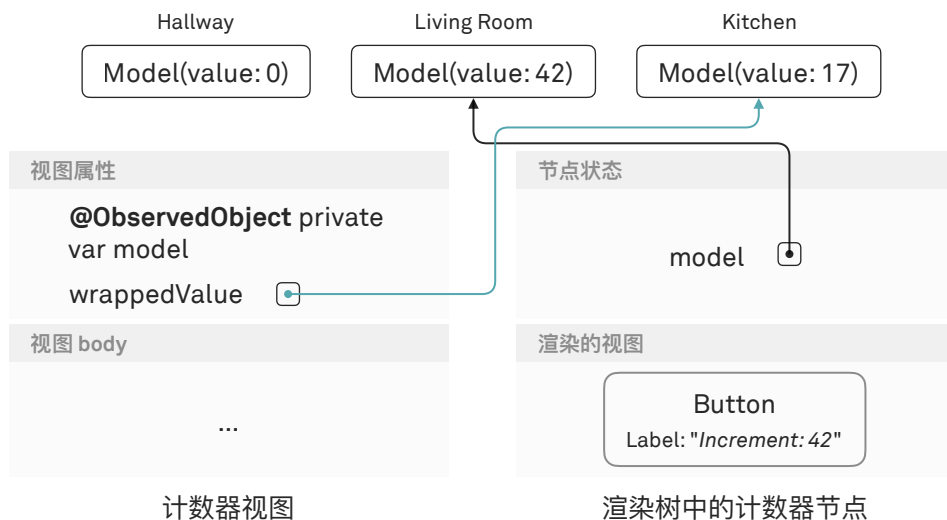 Hallway
Living Room
Kitchen
Model(value: 0)
Model(value: 42)
Model(value: 17)
视图属性
@ObservedObject private
var model
wrappedValue
视图 body
...
计数器视图
节点状态
model
渲染的视图
Button
Label: "Increment: 42"
渲染树中的计数器节点